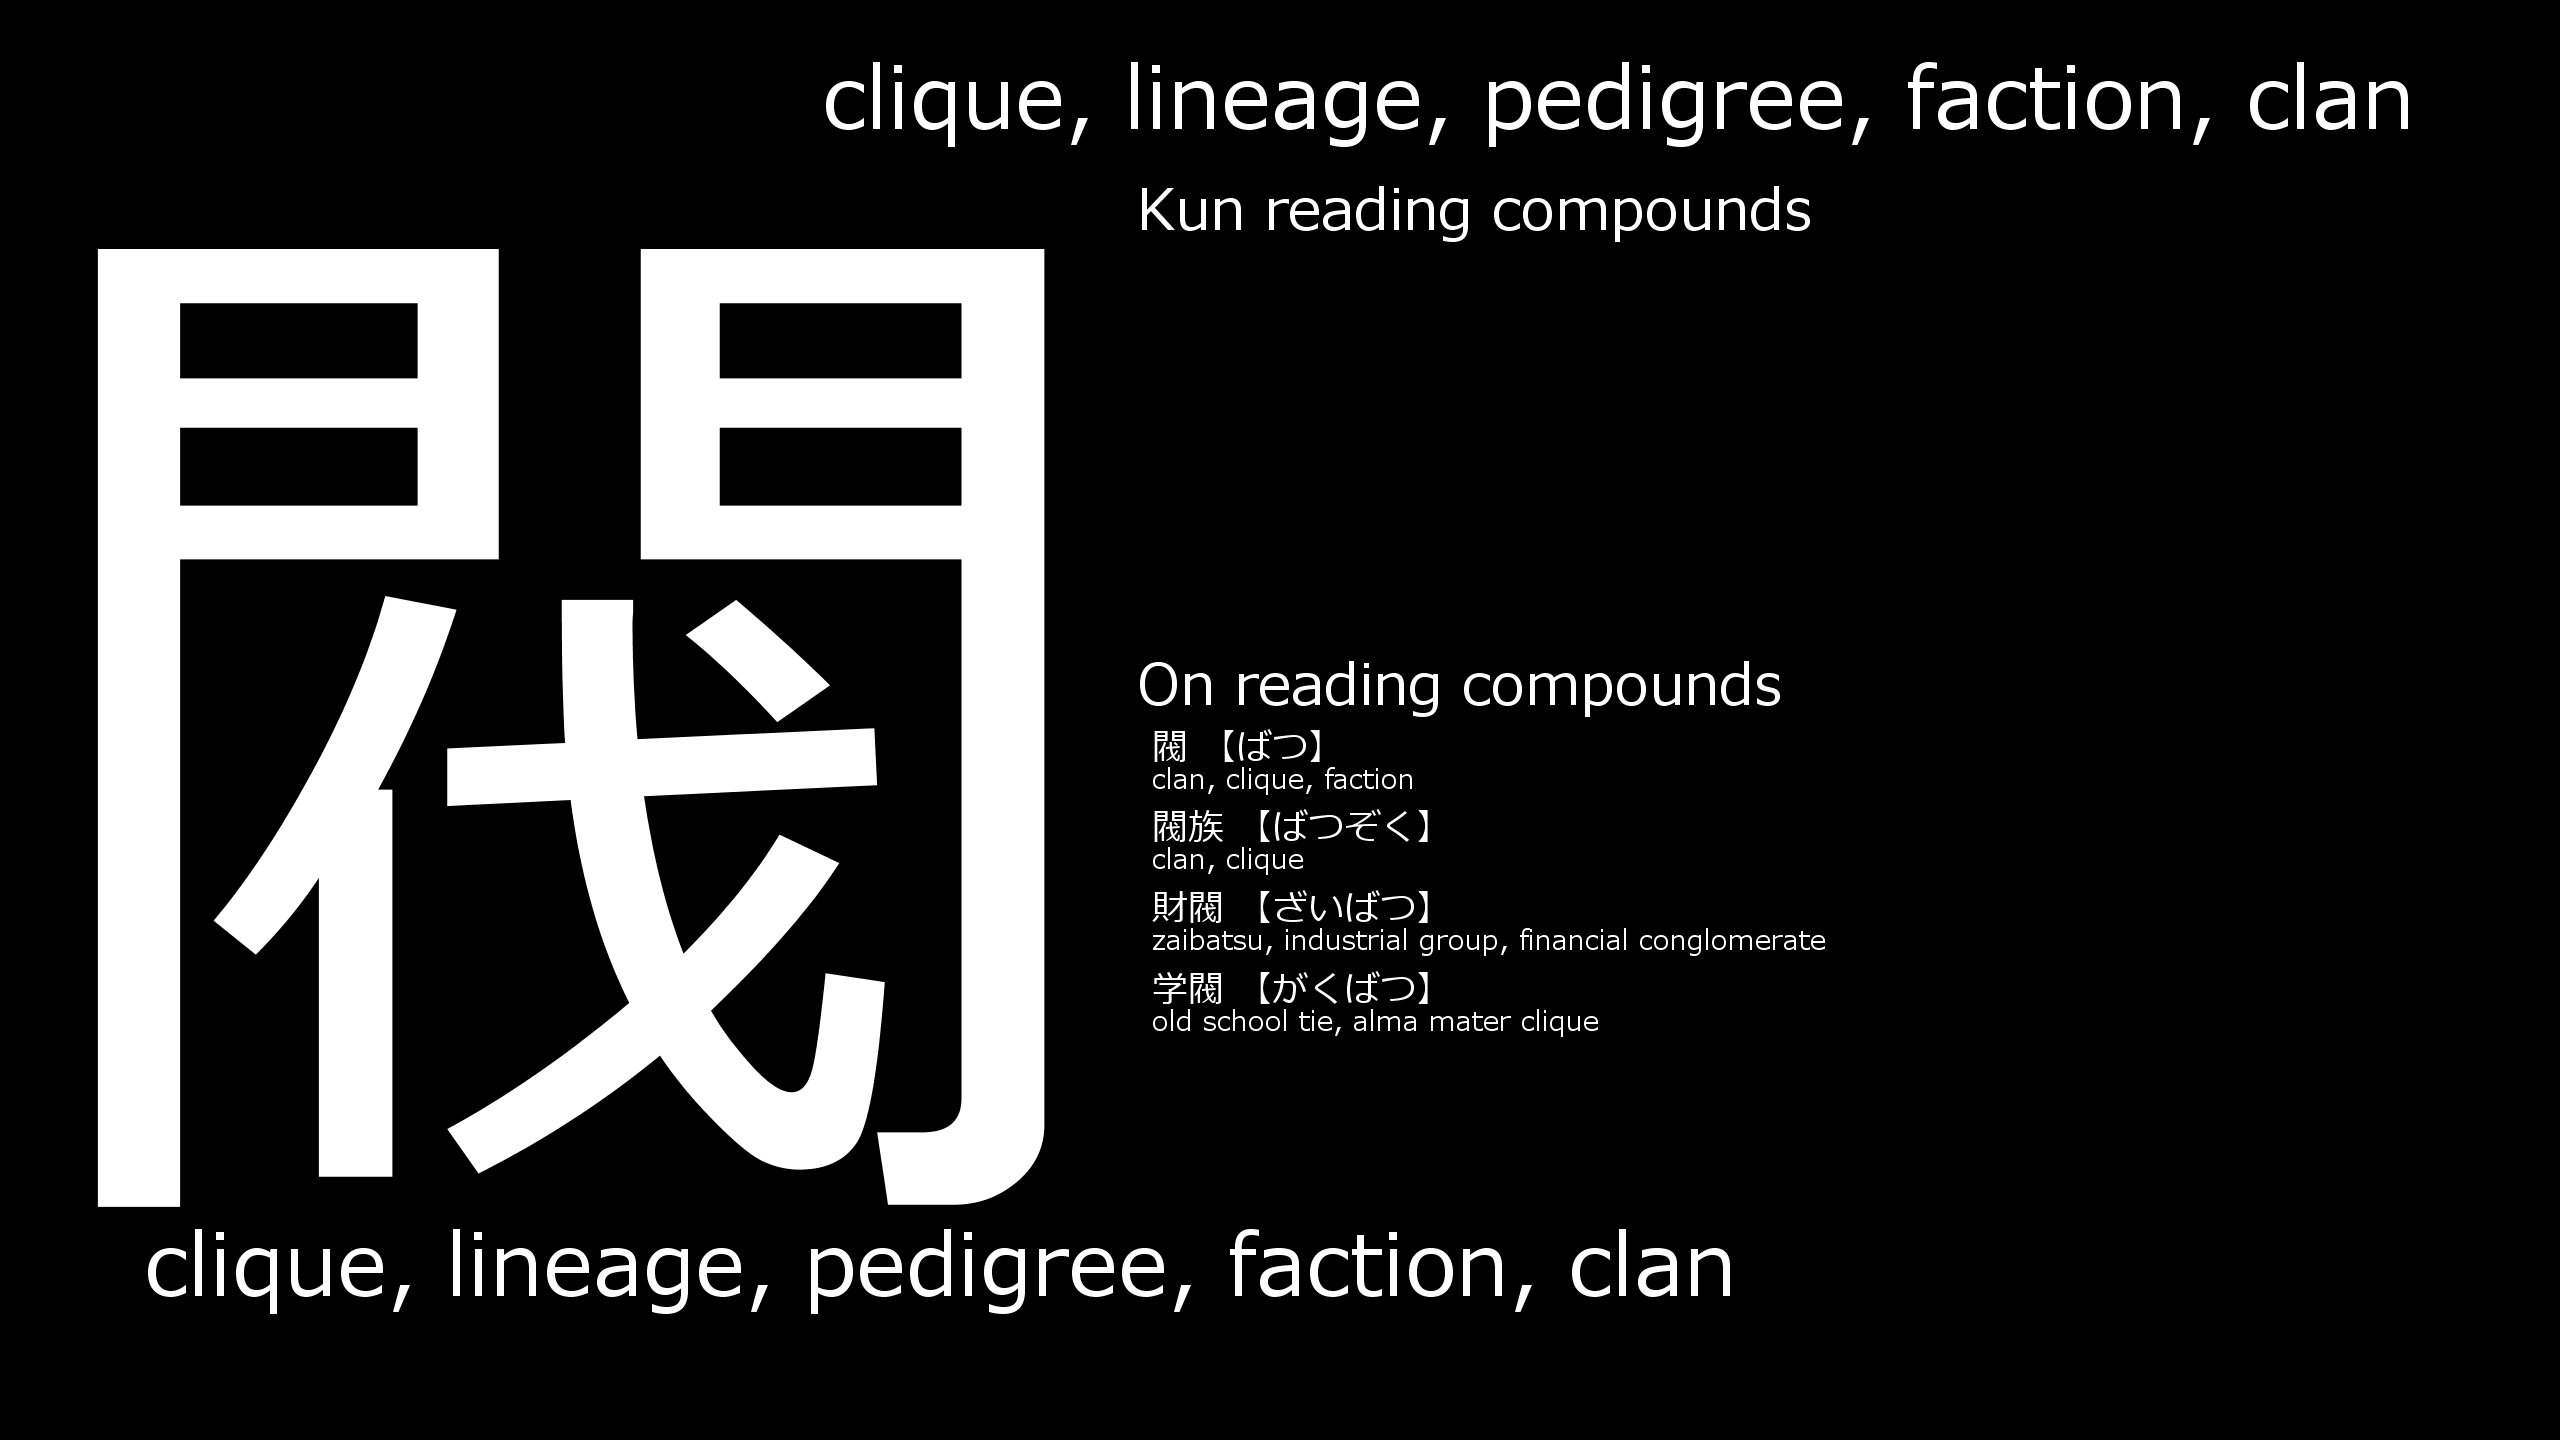 clique, lineage, pedigree, faction, clan
Kun reading compounds
閥
On reading compounds
閥 【ばつ】
clan, clique, faction
閥族 【ばつぞく】
clan, clique
財閥 【ざいばつ】
zaibatsu, industrial group, financial conglomerate
学閥 【がくばつ】
old school tie, alma mater clique
clique, lineage, pedigree, faction, clan